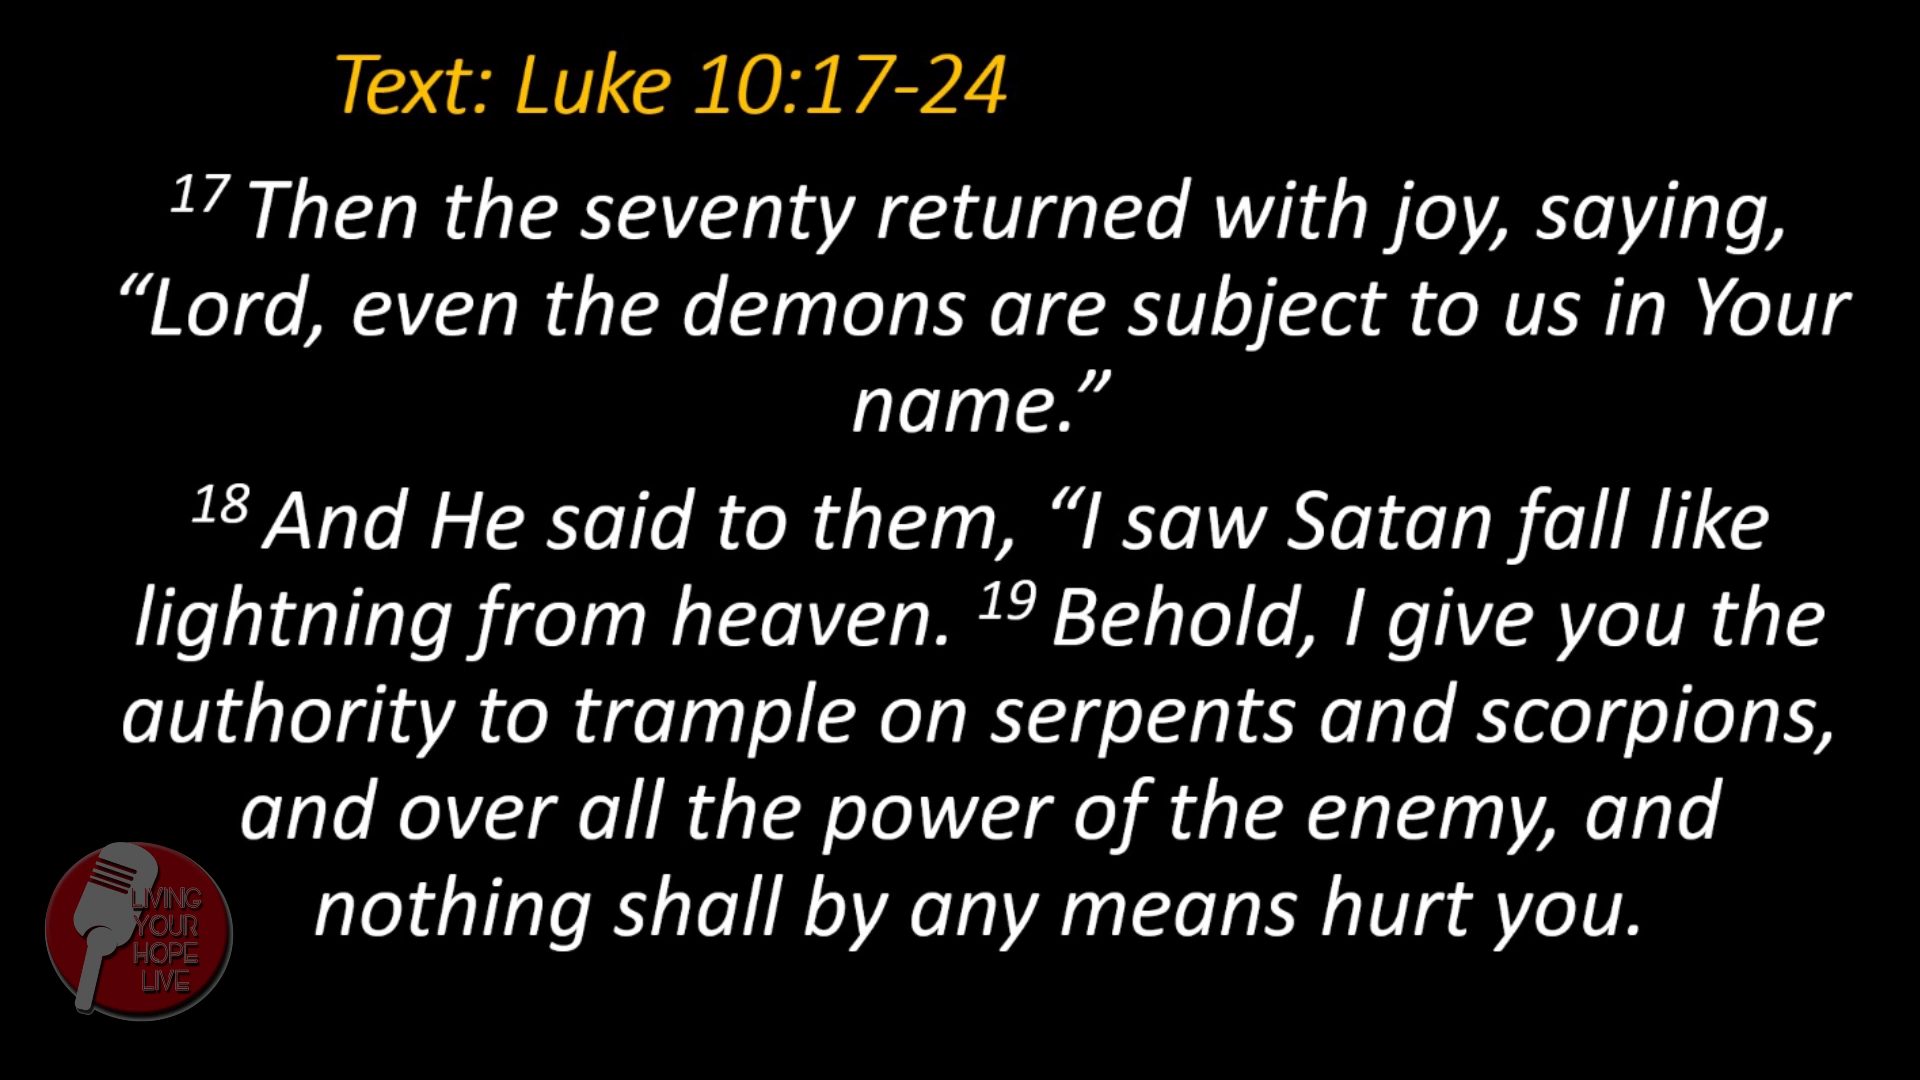 Text: Luke 10:17-24
17 Then the seventy returned with joy, saying,
“Lord, even the demons are subject to us in Your
name.”
18 And He said to them, “I saw Satan fall like
lightning from heaven. 19 Behold, I give you the
authority to trample on serpents and scorpions,
and over all the power of the enemy, and
nothing shall by any means hurt you.
LIVING
YOUR
HOPE
LIVE